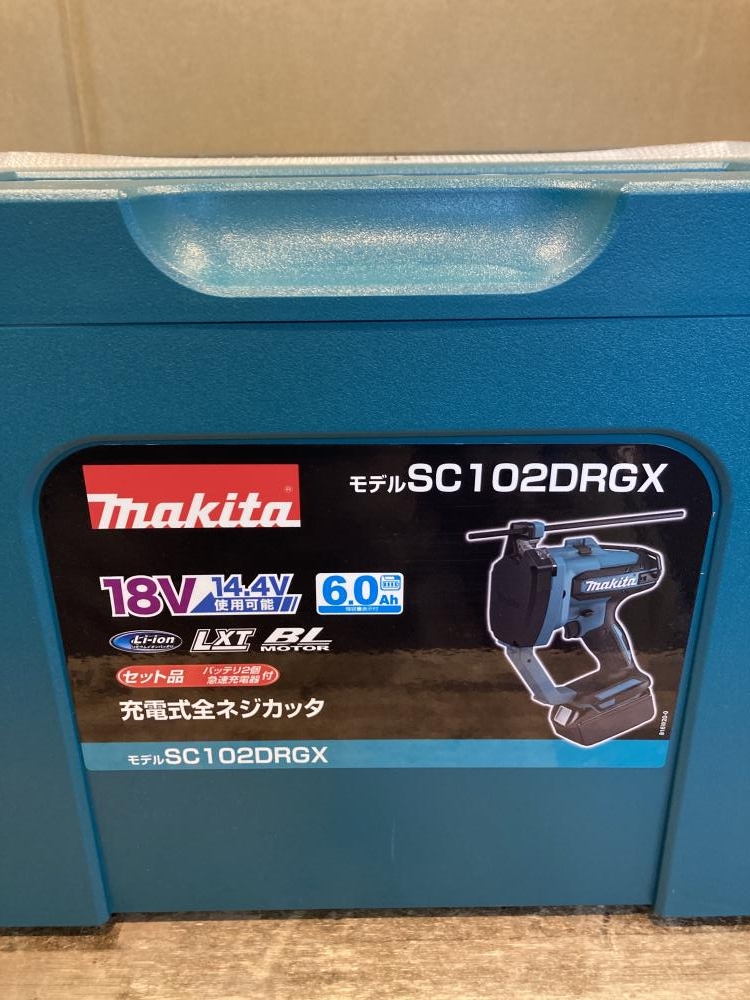 makita®
モデルSC102DRGX
18V 14.4V 使用可能
6.0Ah
Li-ion
LXT BL MOTOR
セット品 バッテリ2個 急速充電器 付
充電式全ネジカッタ
モデルSC102DRGX
makita